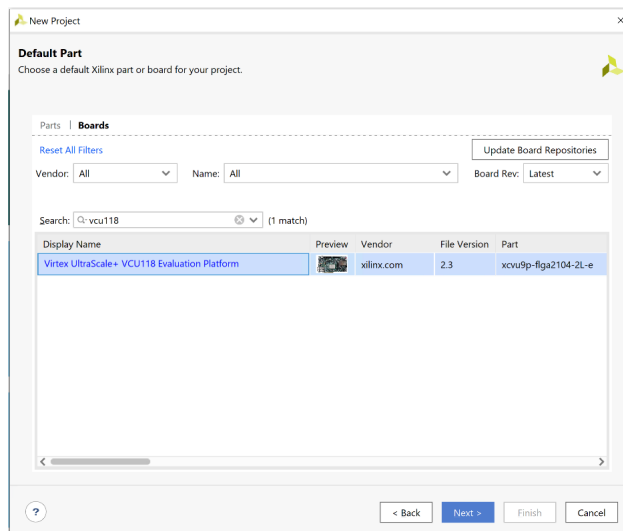 New Project
Default Part
Choose a default Xilinx part or board for your project.
Parts | Boards
Reset All Filters
Update Board Repositories
Vendor: All Name: All Board Rev: Latest
Search: vcu118 (1 match)
Display Name Preview Vendor File Version Part
Virtex UltraScale+ VCU118 Evaluation Platform xilinx.com 2.3 xcvu9p-flga2104-2L-e
? < Back Next > Finish Cancel